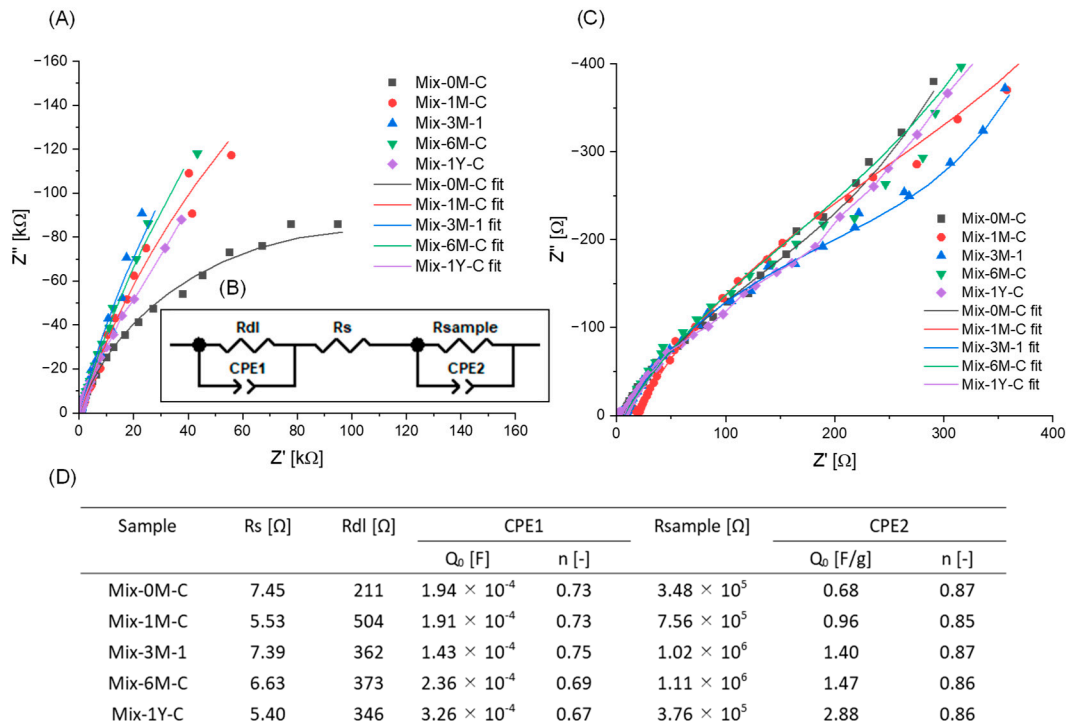 (A)
−160
−140
−120
−100
−80
−60
−40
−20
0
Z" [kΩ]
0
20
40
60
80
100
120
140
160
Z' [kΩ]
Mix-0M-C
Mix-1M-C
Mix-3M-1
Mix-6M-C
Mix-1Y-C
Mix-0M-C fit
Mix-1M-C fit
Mix-3M-1 fit
Mix-6M-C fit
Mix-1Y-C fit
(B)
Rdl
Rs
Rsample
CPE1
CPE2
(C)
-400
-300
-200
-100
0
Z" [Ω]
0
50
100
150
200
250
300
400
Z' [Ω]
Mix-0M-C
Mix-1M-C
Mix-3M-1
Mix-6M-C
Mix-1Y-C
Mix-0M-C fit
Mix-1M-C fit
Mix-3M-1 fit
Mix-6M-C fit
Mix-1Y-C fit
(D)
Sample Rs [Ω] Rdl [Ω] CPE1 Rsample [Ω] CPE2
Q₀ [F] n [-] Q₀ [F/g] n [-]
Mix-0M-C 7.45 211 1.94 × 10⁻⁴ 0.73 3.48 × 10⁵ 0.68 0.87
Mix-1M-C 5.53 504 1.91 × 10⁻⁴ 0.73 7.56 × 10⁵ 0.96 0.85
Mix-3M-1 7.39 362 1.43 × 10⁻⁴ 0.75 1.02 × 10⁶ 1.40 0.87
Mix-6M-C 6.63 373 2.36 × 10⁻⁴ 0.69 1.11 × 10⁶ 1.47 0.86
Mix-1Y-C 5.40 346 3.26 × 10⁻⁴ 0.67 3.76 × 10⁵ 2.88 0.86